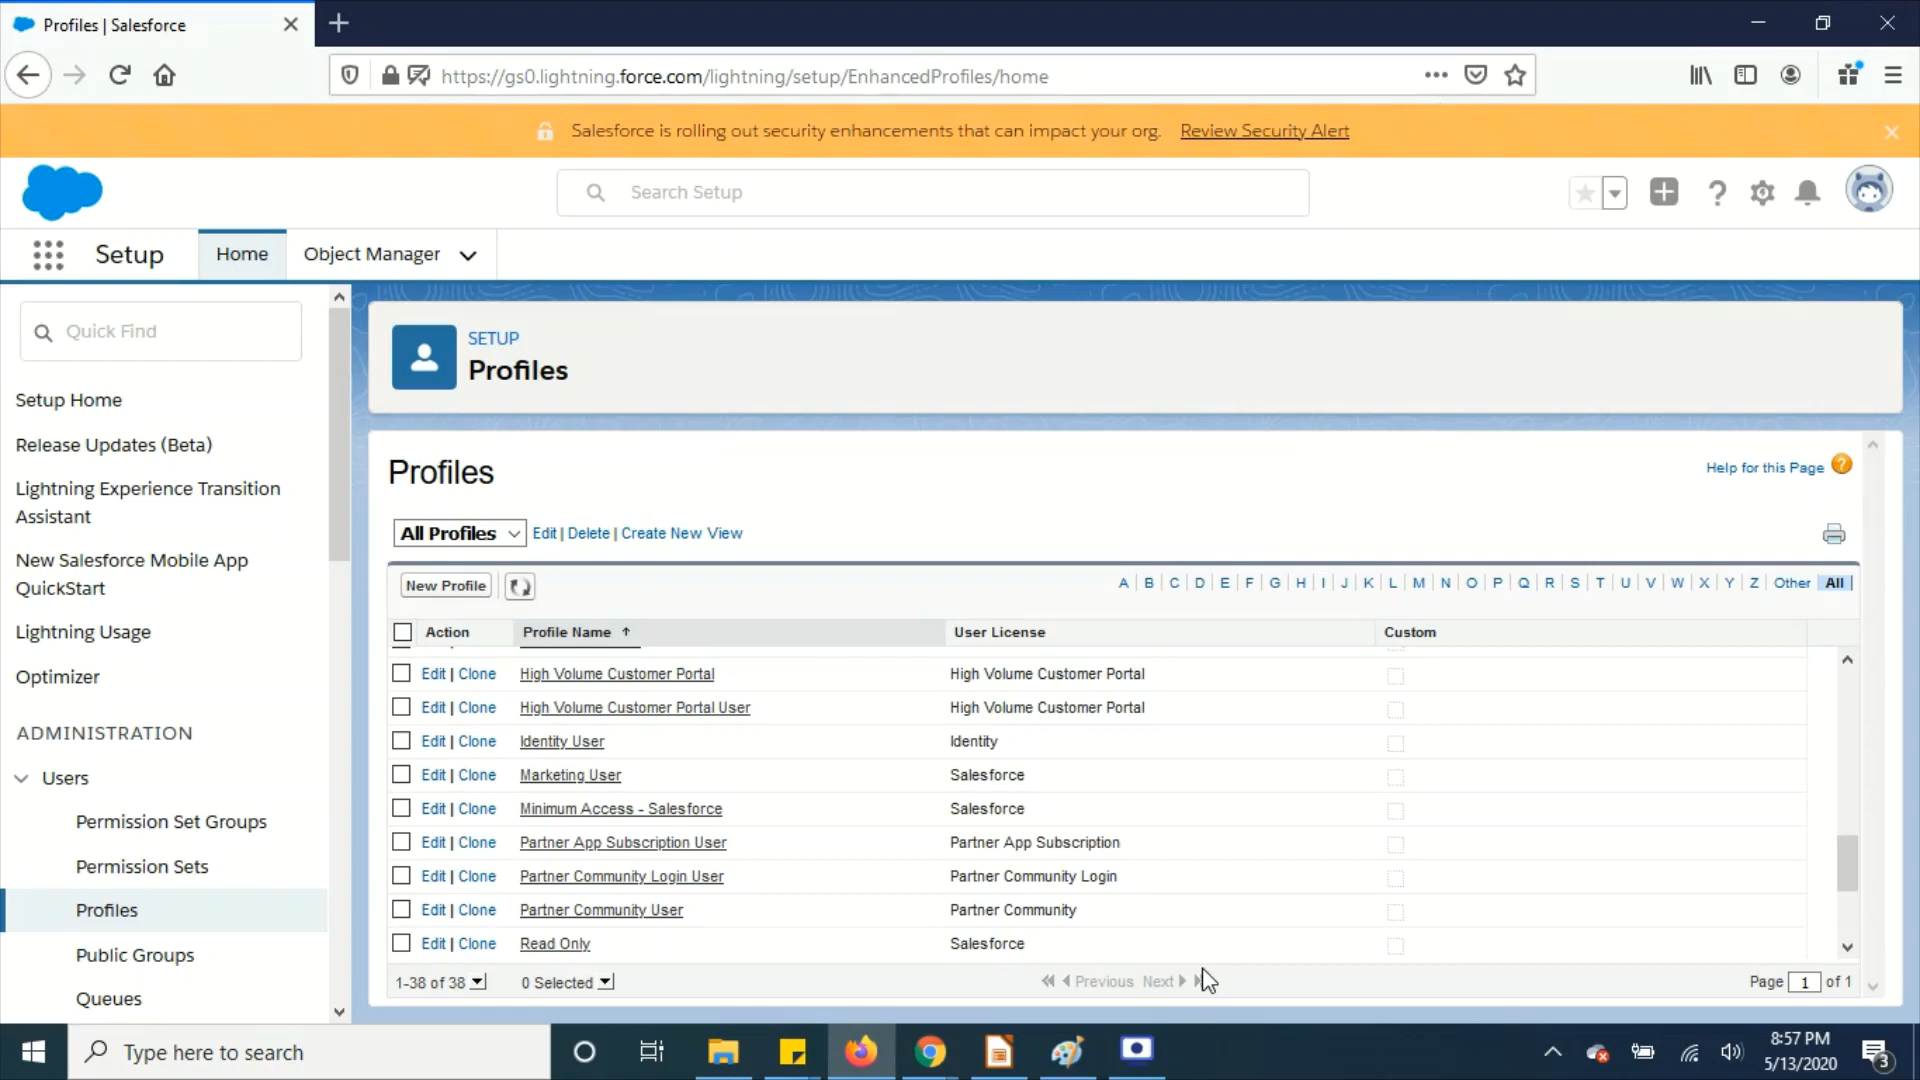 Profiles | Salesforce
https://gs0.lightning.force.com/lightning/setup/EnhancedProfiles/home
Salesforce is rolling out security enhancements that can impact your org. Review Security Alert
Search Setup
Setup
Home
Object Manager
Quick Find
Setup Home
Release Updates (Beta)
Lightning Experience Transition
Assistant
New Salesforce Mobile App
QuickStart
Lightning Usage
Optimizer
ADMINISTRATION
Users
Permission Set Groups
Permission Sets
Profiles
Public Groups
Queues
SETUP
Profiles
Profiles
Help for this Page ?
All Profiles Edit | Delete | Create New View
New Profile
A | B | C | D | E | F | G | H | I | J | K | L | M | N | O | P | Q | R | S | T | U | V | W | X | Y | Z | Other | All
Action Profile Name User License Custom
Edit | Clone High Volume Customer Portal High Volume Customer Portal
Edit | Clone High Volume Customer Portal User High Volume Customer Portal
Edit | Clone Identity User Identity
Edit | Clone Marketing User Salesforce
Edit | Clone Minimum Access - Salesforce Salesforce
Edit | Clone Partner App Subscription User Partner App Subscription
Edit | Clone Partner Community Login User Partner Community Login
Edit | Clone Partner Community User Partner Community
Edit | Clone Read Only Salesforce
1-38 of 38 0 Selected Previous Next Page 1 of 1
Type here to search
8:57 PM
5/13/2020
3